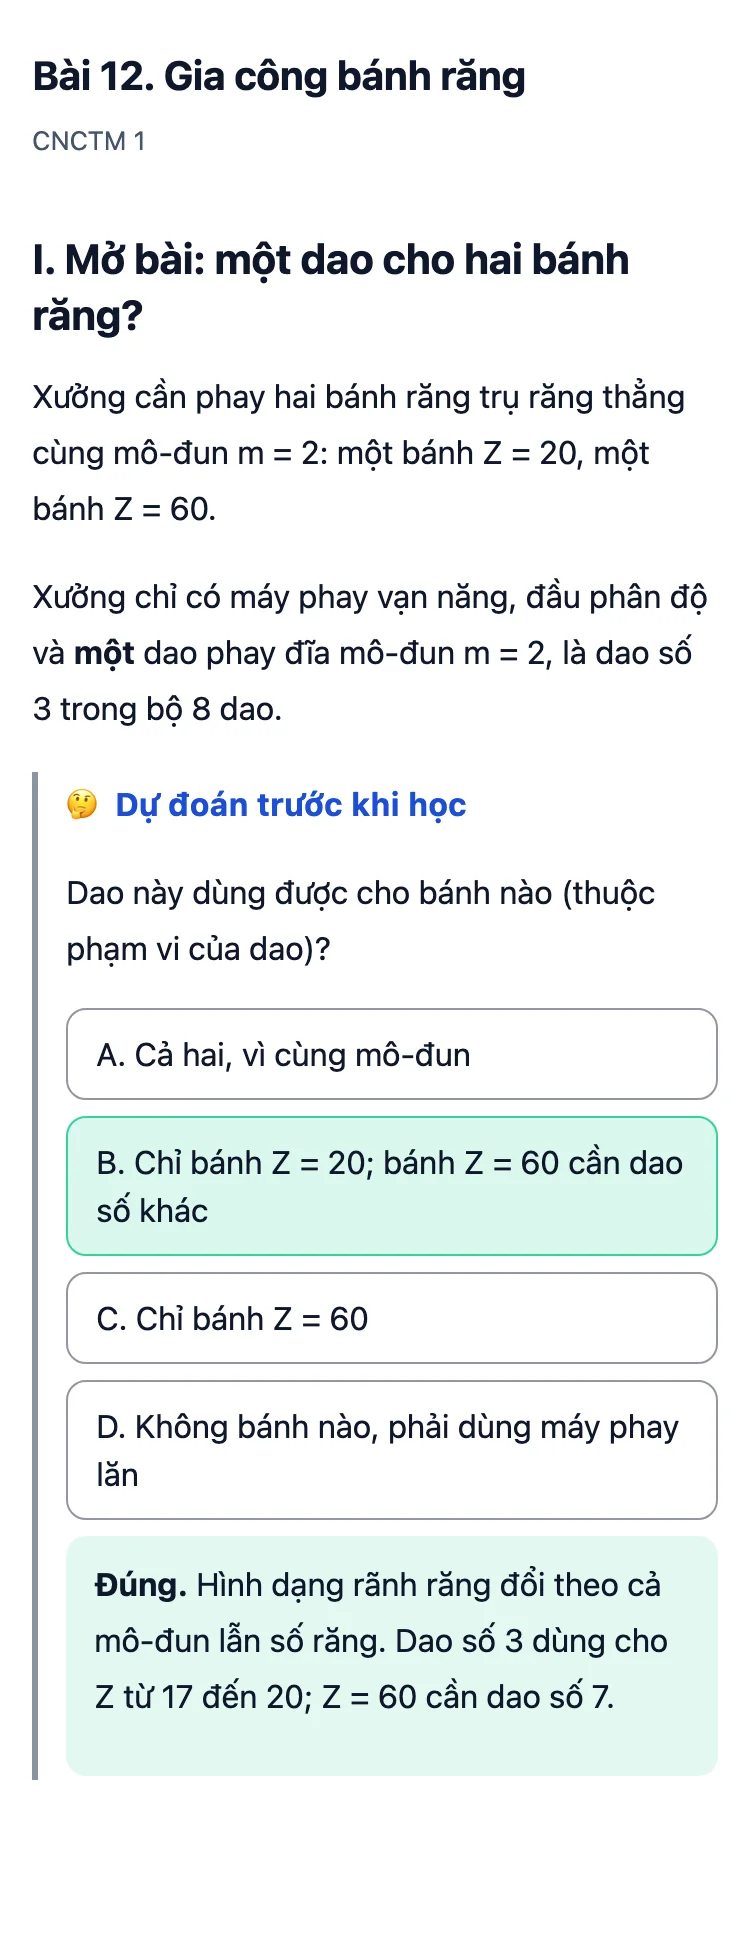 Bài 12. Gia công bánh răng
CNCTM 1
I. Mở bài: một dao cho hai bánh
răng?
Xưởng cần phay hai bánh răng trụ răng thẳng
cùng mô-đun m = 2: một bánh Z = 20, một
bánh Z = 60.
Xưởng chỉ có máy phay vạn năng, đầu phân độ
và một dao phay đĩa mô-đun m = 2, là dao số
3 trong bộ 8 dao.
🤔 Dự đoán trước khi học
Dao này dùng được cho bánh nào (thuộc
phạm vi của dao)?
A. Cả hai, vì cùng mô-đun
B. Chỉ bánh Z = 20; bánh Z = 60 cần dao
số khác
C. Chỉ bánh Z = 60
D. Không bánh nào, phải dùng máy phay
lăn
Đúng. Hình dạng rãnh răng đổi theo cả
mô-đun lẫn số răng. Dao số 3 dùng cho
Z từ 17 đến 20; Z = 60 cần dao số 7.